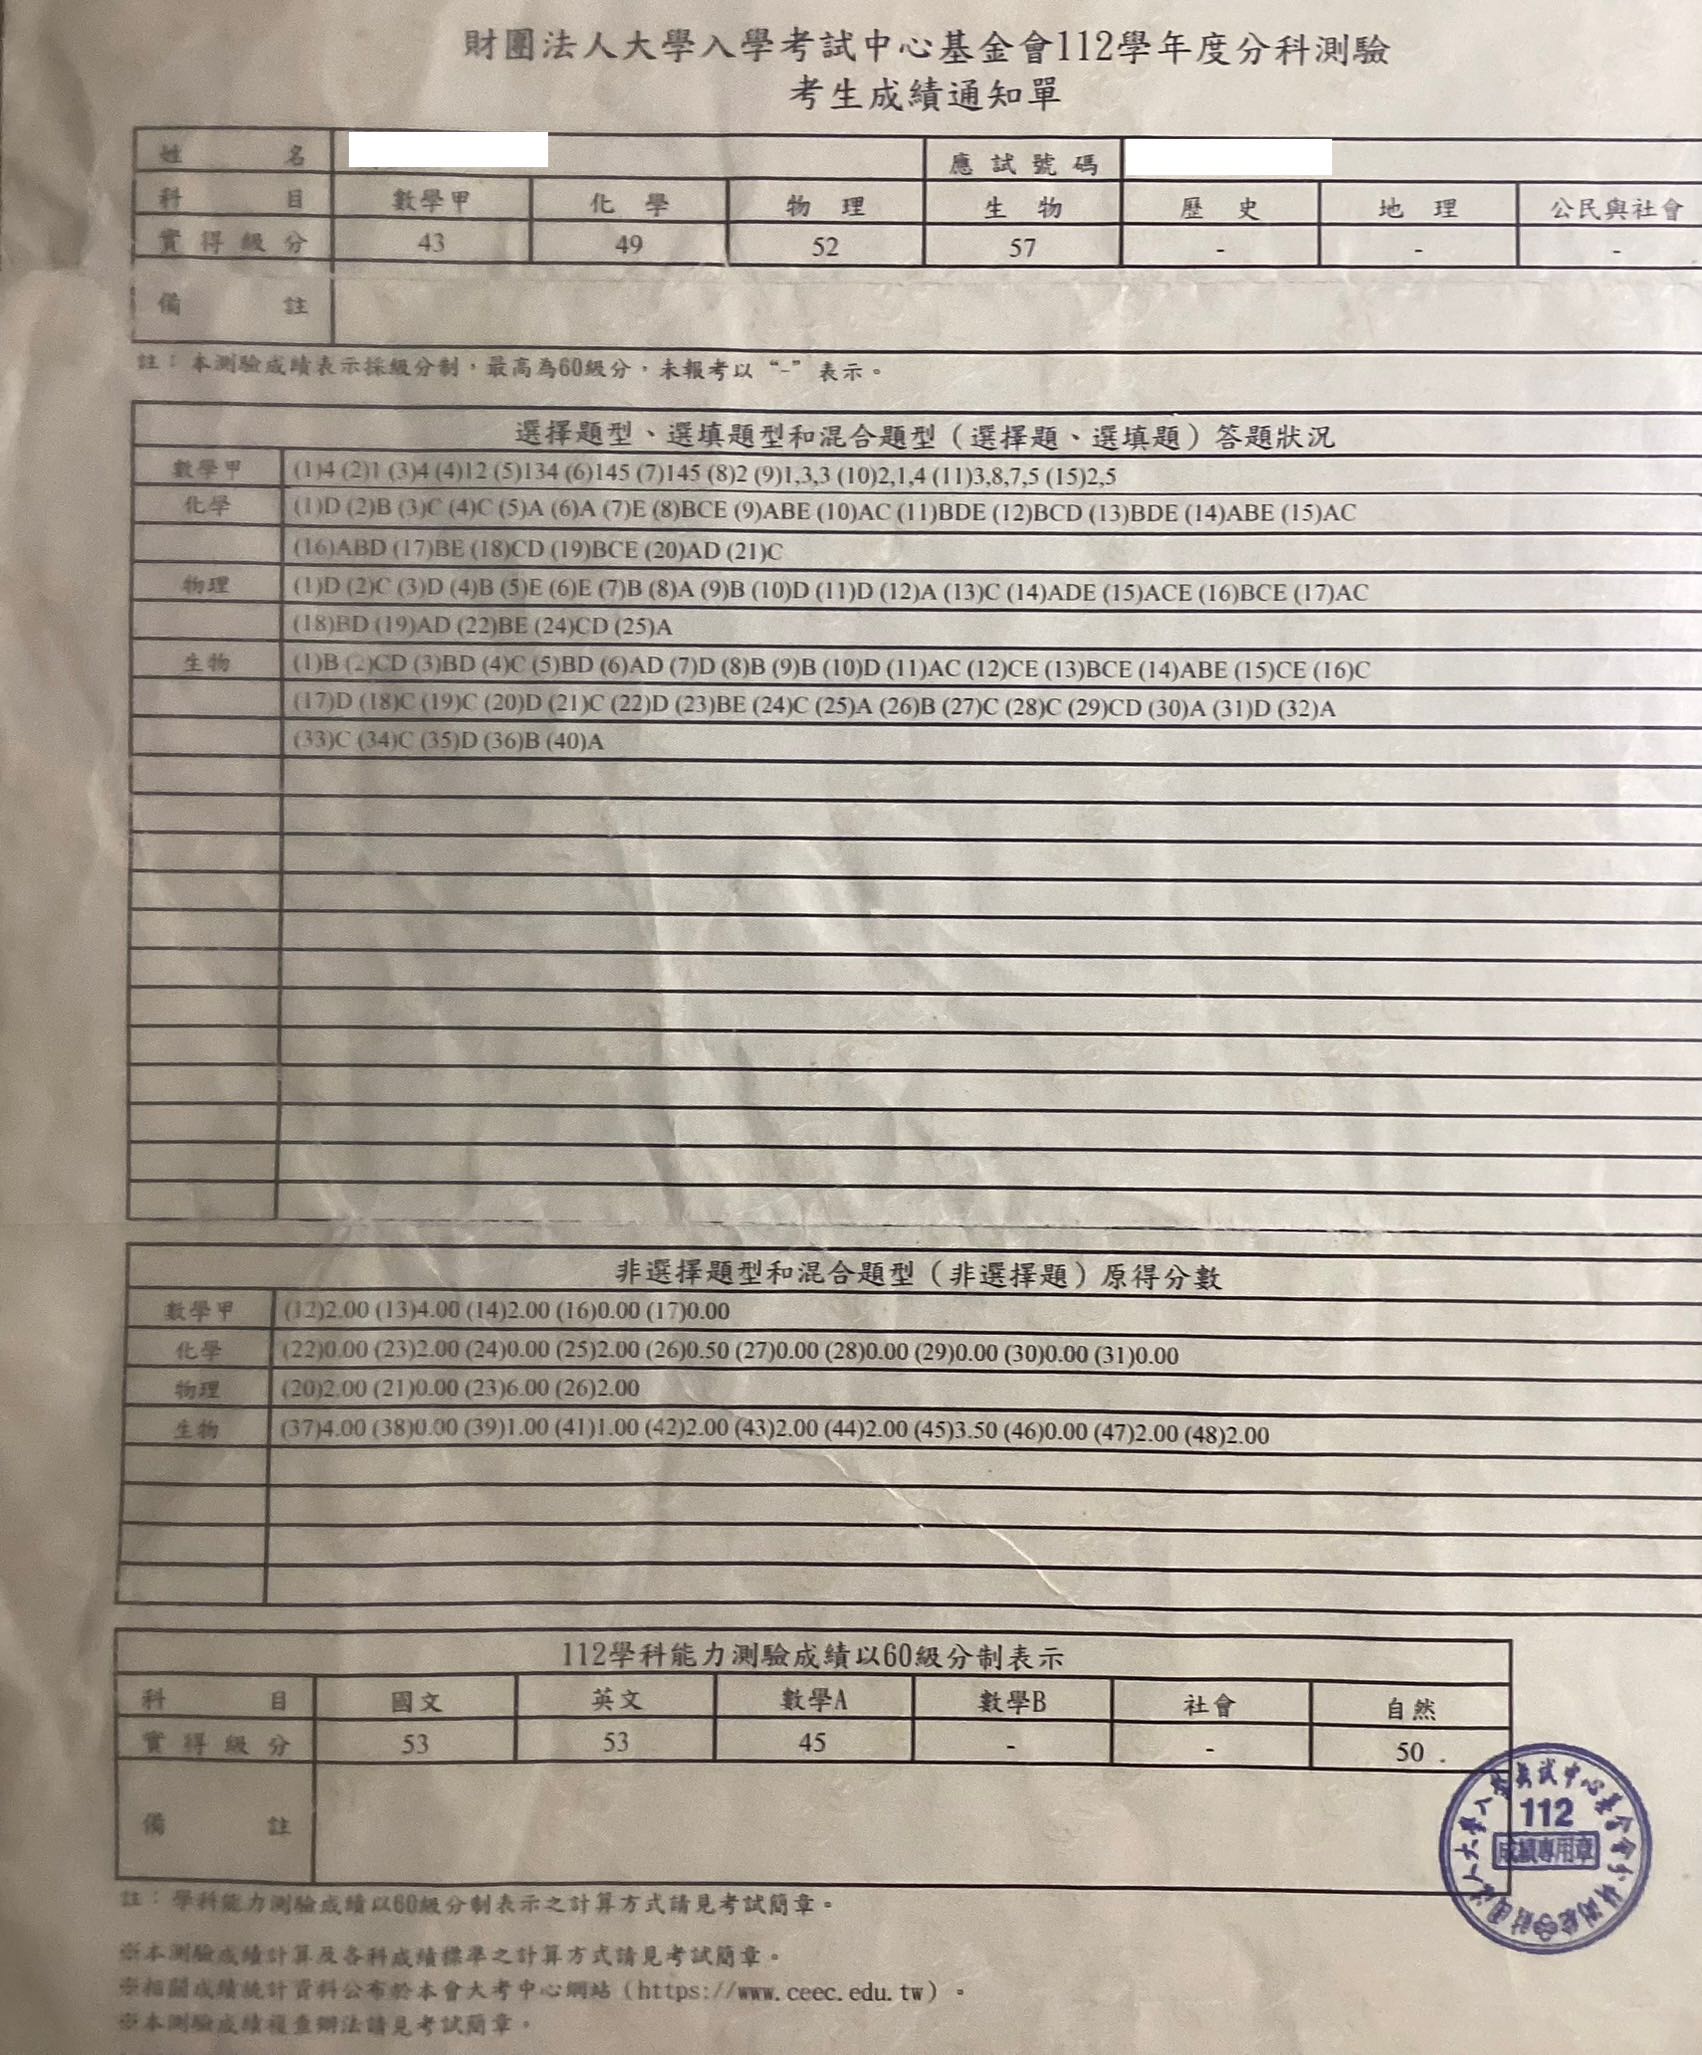 財團法人大學入學考試中心基金會112學年度分科測驗
考生成績通知單
姓名 應試號碼
科目 數學甲 化學 物理 生物 歷史 地理 公民與社會
實得級分 43 49 52 57 - - -
備註
註：本測驗成績表示採級分制，最高為60級分，未報考以“-”表示。
選擇題型、選填題型和混合題型（選擇題、選填題）答題狀況
數學甲 (1)4 (2)1 (3)4 (4)12 (5)134 (6)145 (7)145 (8)2 (9)1,3,3 (10)2,1,4 (11)3,8,7,5 (15)2,5
化學 (1)D (2)B (3)C (4)C (5)A (6)A (7)E (8)BCE (9)ABE (10)AC (11)BDE (12)BCD (13)BDE (14)ABE (15)AC
(16)ABD (17)BE (18)CD (19)BCE (20)AD (21)C
物理 (1)D (2)C (3)D (4)B (5)E (6)E (7)B (8)A (9)B (10)D (11)D (12)A (13)C (14)ADE (15)ACE (16)BCE (17)AC
(18)BD (19)AD (22)BE (24)CD (25)A
生物 (1)B (2)CD (3)BD (4)C (5)BD (6)AD (7)D (8)B (9)B (10)D (11)AC (12)CE (13)BCE (14)ABE (15)CE (16)C
(17)D (18)C (19)C (20)D (21)C (22)D (23)BE (24)C (25)A (26)B (27)C (28)C (29)CD (30)A (31)D (32)A
(33)C (34)C (35)D (36)B (40)A
非選擇題型和混合題型（非選擇題）原得分數
數學甲 (12)2.00 (13)4.00 (14)2.00 (16)0.00 (17)0.00
化學 (22)0.00 (23)2.00 (24)0.00 (25)2.00 (26)0.50 (27)0.00 (28)0.00 (29)0.00 (30)0.00 (31)0.00
物理 (20)2.00 (21)0.00 (23)6.00 (26)2.00
生物 (37)4.00 (38)0.00 (39)1.00 (41)1.00 (42)2.00 (43)2.00 (44)2.00 (45)3.50 (46)0.00 (47)2.00 (48)2.00
112學科能力測驗成績以60級分制表示
科目 國文 英文 數學A 數學B 社會 自然
實得級分 53 53 45 - - 50
備註
財團法人大學入學考試中心基金會分科測驗
112
成績專用章
註：學科能力測驗成績以60級分制表示之計算方式請見考試簡章。
※本測驗成績計算及各科成績標準之計算方式請見考試簡章。
※相關成績統計資料公布於本會大考中心網站（https://www.ceec.edu.tw）。
※本測驗成績複查辦法請見考試簡章。